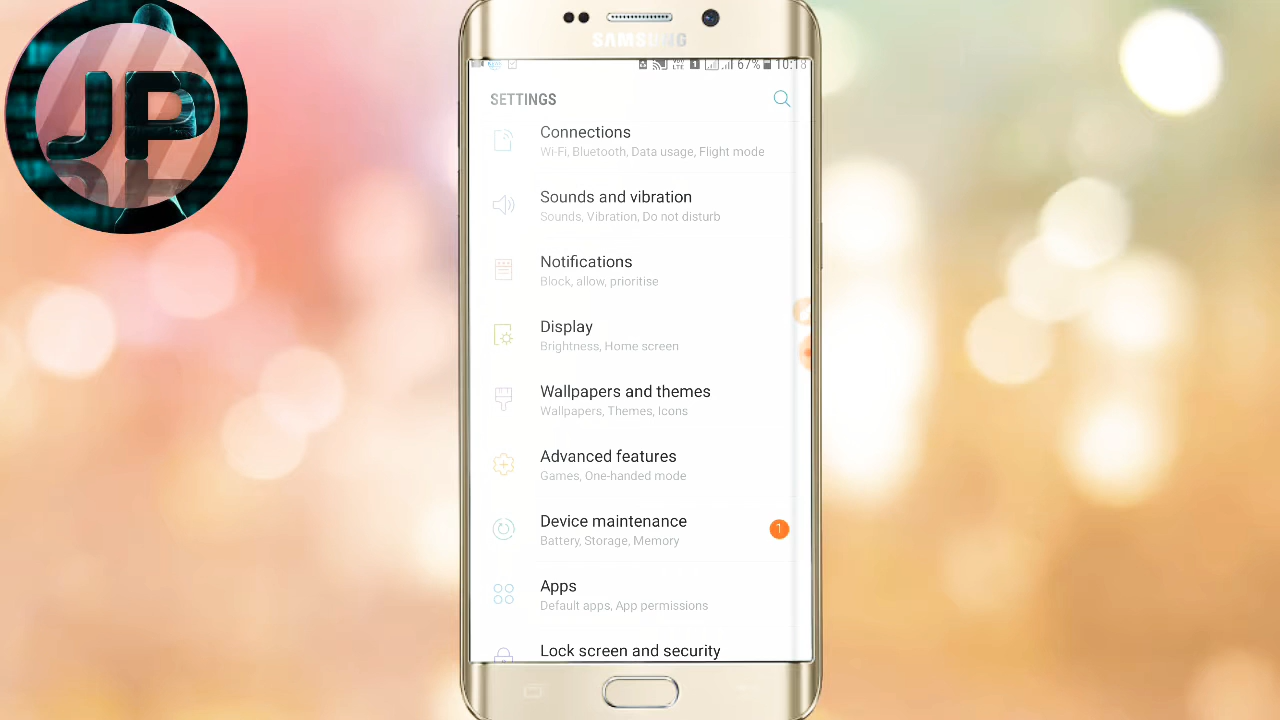 JP
SAMSUNG
67% 10:18
SETTINGS
Connections
Wi-Fi, Bluetooth, Data usage, Flight mode
Sounds and vibration
Sounds, Vibration, Do not disturb
Notifications
Block, allow, prioritise
Display
Brightness, Home screen
Wallpapers and themes
Wallpapers, Themes, Icons
Advanced features
Games, One-handed mode
Device maintenance
1
Battery, Storage, Memory
Apps
Default apps, App permissions
Lock screen and security